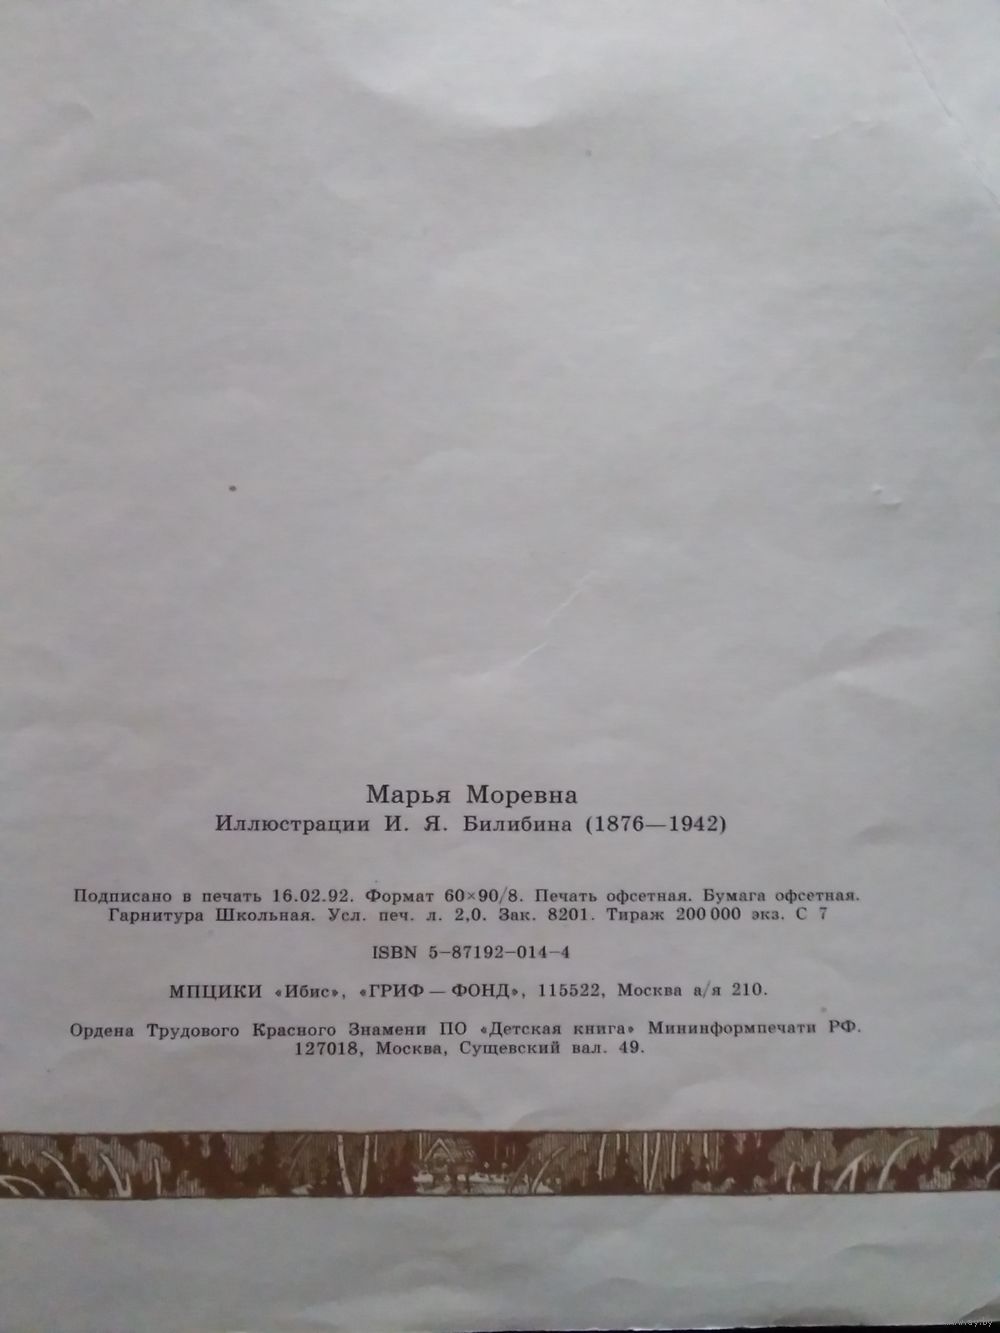 Марья Моревна
Иллюстрации И. Я. Билибина (1876—1942)
Подписано в печать 16.02.92. Формат 60×90/8. Печать офсетная. Бумага офсетная.
Гарнитура Школьная. Усл. печ. л. 2,0. Зак. 8201. Тираж 200 000 экз. С 7
ISBN 5-87192-014-4
МПЦИКИ «Ибис», «ГРИФ — ФОНД», 115522, Москва а/я 210.
Ордена Трудового Красного Знамени ПО «Детская книга» Мининформпечати РФ.
127018, Москва, Сущевский вал. 49.